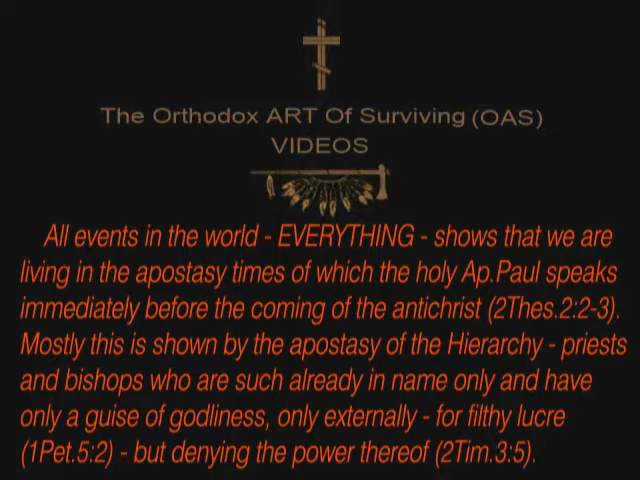 The Orthodox ART Of Surviving (OAS)
VIDEOS
All events in the world - EVERYTHING - shows that we are
living in the apostasy times of which the holy Ap.Paul speaks
immediately before the coming of the antichrist (2Thes.2:2-3).
Mostly this is shown by the apostasy of the Hierarchy - priests
and bishops who are such already in name only and have
only a guise of godliness, only externally - for filthy lucre
(1Pet.5:2) - but denying the power thereof (2Tim.3:5).